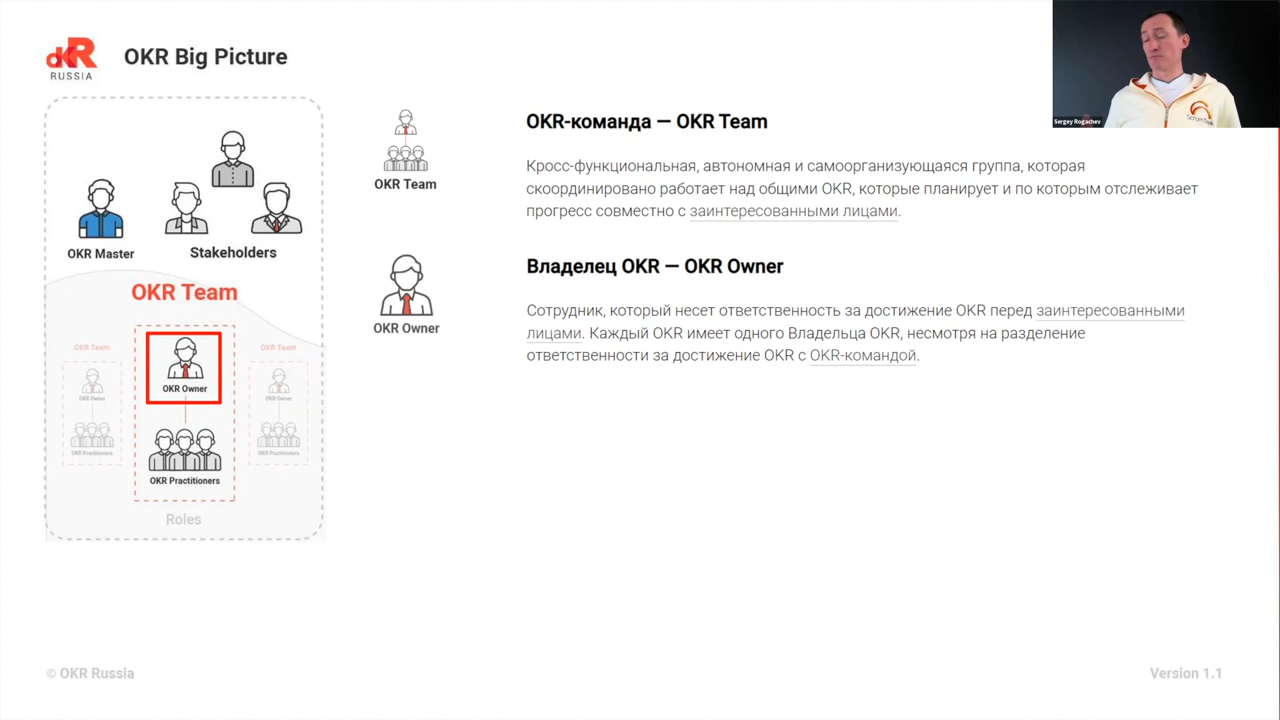 OKR
RUSSIA
OKR Big Picture
Sergey Rogachev
OKR Master
Stakeholders
OKR Team
OKR Team
OKR Owner
OKR Practitioners
OKR Owner
OKR Practitioners
OKR Team
OKR Owner
OKR Practitioners
Roles
OKR Team
OKR-команда — OKR Team
Кросс-функциональная, автономная и самоорганизующаяся группа, которая
скоординировано работает над общими OKR, которые планирует и по которым отслеживает
прогресс совместно с заинтересованными лицами.
OKR Owner
Владелец OKR — OKR Owner
Сотрудник, который несет ответственность за достижение OKR перед заинтересованными
лицами. Каждый OKR имеет одного Владельца OKR, несмотря на разделение
ответственности за достижение OKR с OKR-командой.
© OKR Russia
Version 1.1